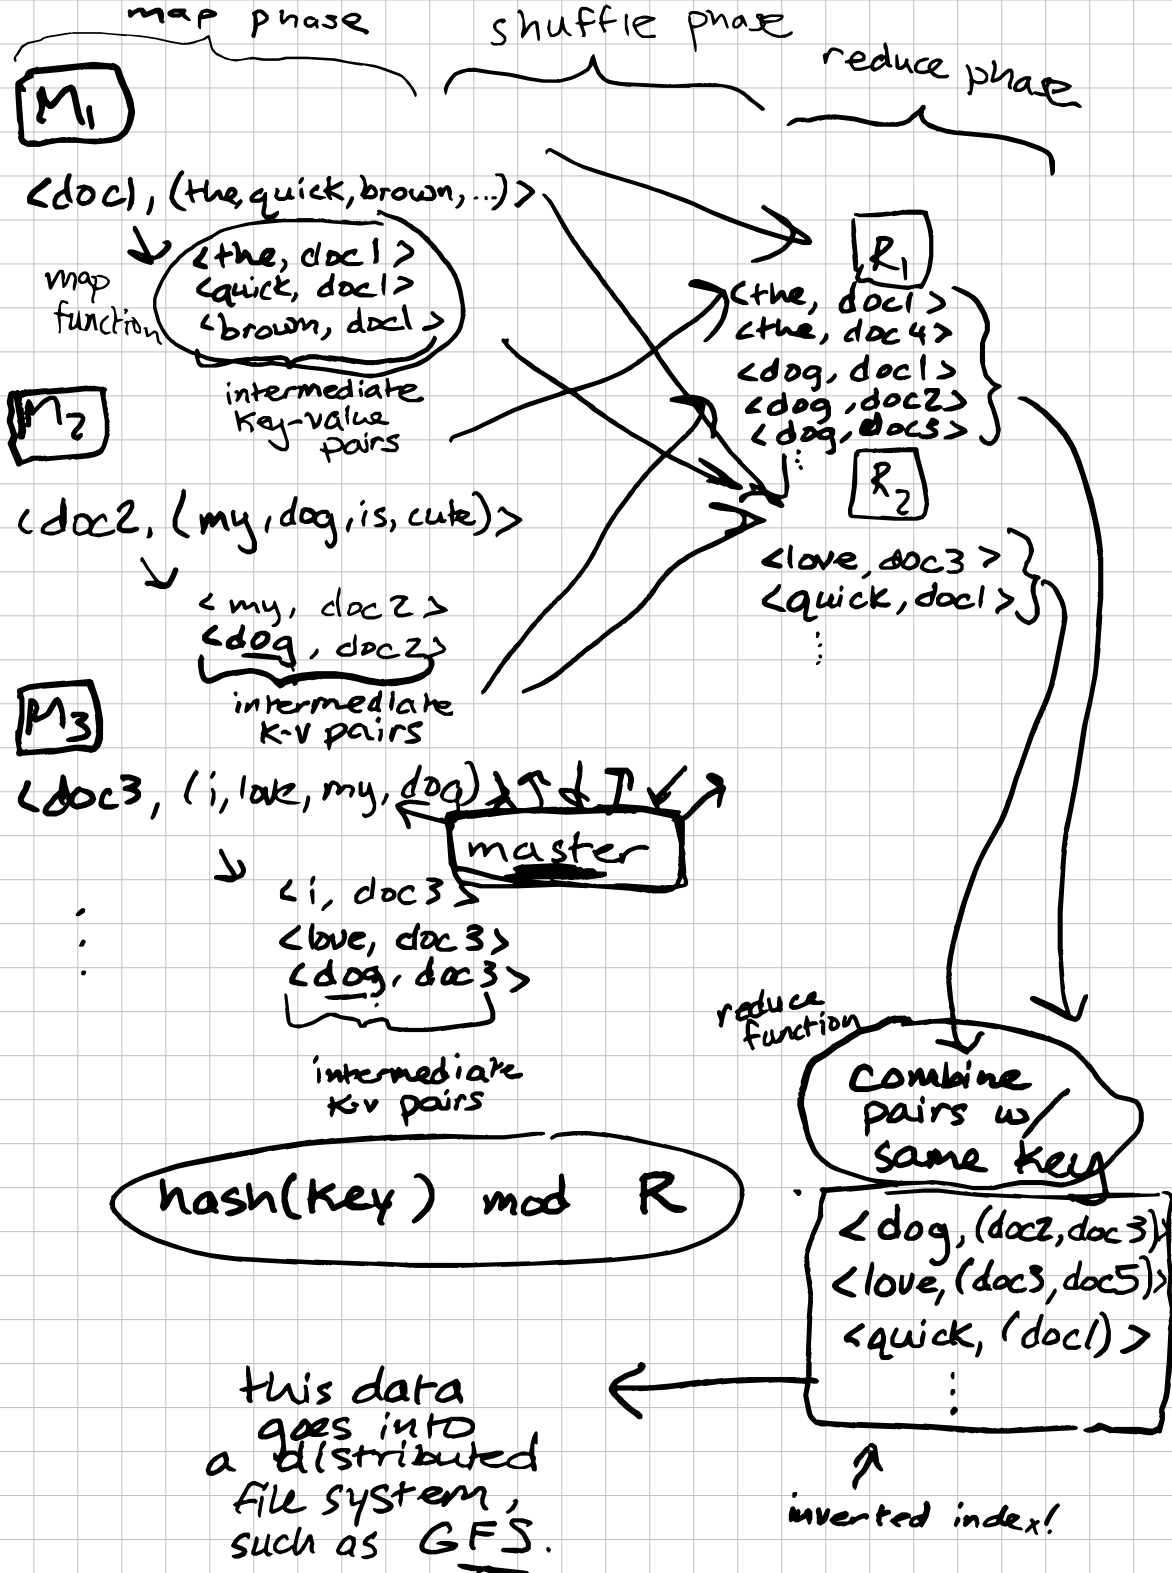 map phase
shuffle phase
reduce phase
M1
<doc1, (the,quick,brown,...)>
map
function
<the, doc1>
<quick, doc1>
<brown, doc1>
intermediate
key-value
pairs
M2
<doc2, (my,dog,is,cute)>
<my, doc2>
<dog, doc2>
intermediate
k-v pairs
M3
<doc3, (i,love,my,dog)>
<i, doc3>
<love, doc3>
<dog, doc3>
intermediate
k-v pairs
master
R1
<the, doc1>
<the, doc4>
<dog, doc1>
<dog, doc2>
<dog, doc3>
R2
<love, doc3>
<quick, doc1>
reduce
function
combine
pairs w/
same key
hash(key) mod R
<dog, (doc2,doc3)>
<love, (doc3,doc5)>
<quick, (doc1)>
inverted index!
this data
goes into
a distributed
file system,
such as GFS.